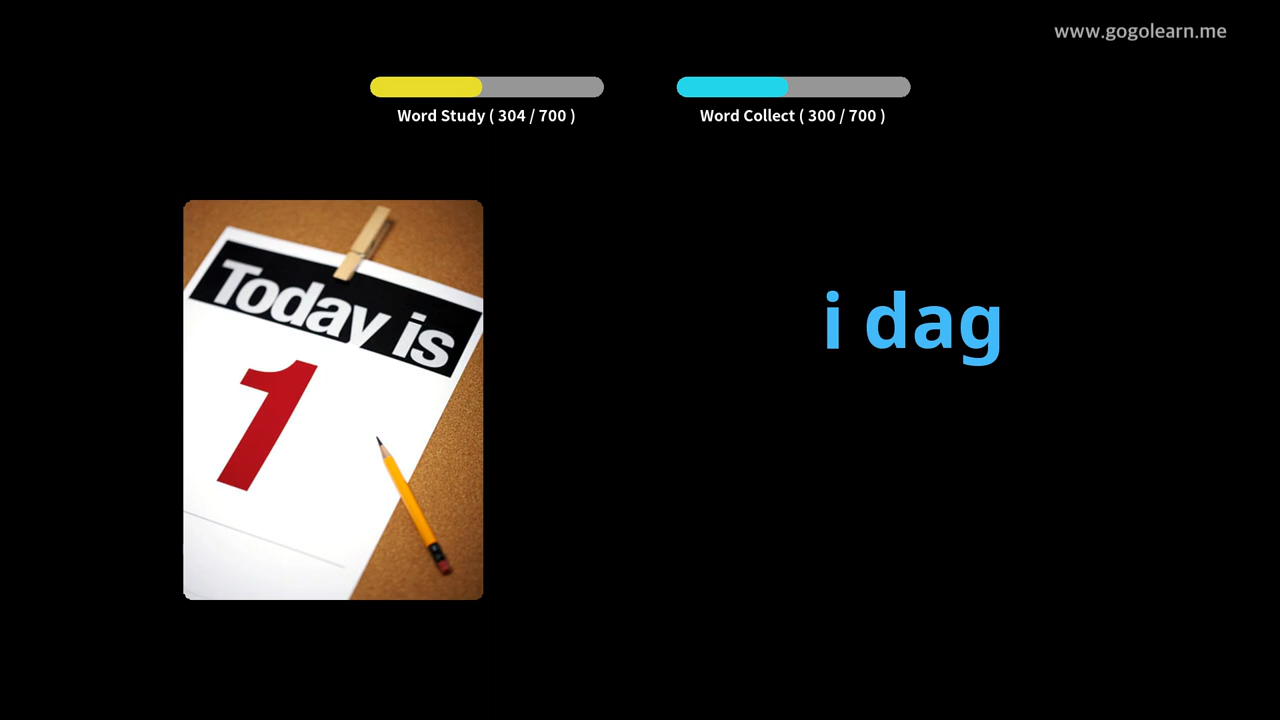 www.gogolearn.me
Word Study ( 304 / 700 )
Word Collect ( 300 / 700 )
Today is
1
i dag